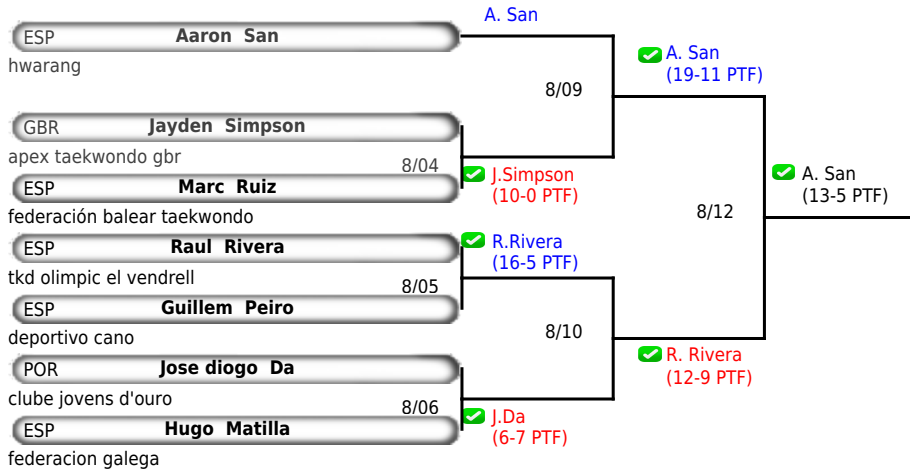 A. San
ESP Aaron San
hwarang
A. San
(19-11 PTF)
8/09
GBR Jayden Simpson
apex taekwondo gbr
8/04
J.Simpson
(10-0 PTF)
ESP Marc Ruiz
federación balear taekwondo
A. San
(13-5 PTF)
8/12
ESP Raul Rivera
tkd olimpic el vendrell
R.Rivera
(16-5 PTF)
8/05
ESP Guillem Peiro
deportivo cano
8/10
R. Rivera
(12-9 PTF)
POR Jose diogo Da
clube jovens d'ouro
8/06
J.Da
(6-7 PTF)
ESP Hugo Matilla
federacion galega